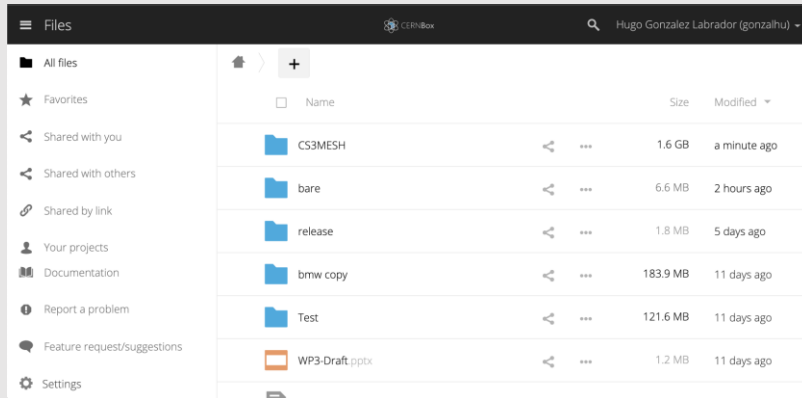 Files
CERNBox
Hugo Gonzalez Labrador (gonzalhu)
All files
Favorites
Shared with you
Shared with others
Shared by link
Your projects
Documentation
Report a problem
Feature request/suggestions
Settings
+
Name Size Modified
CS3MESH 1.6 GB a minute ago
bare 6.6 MB 2 hours ago
release 1.8 MB 5 days ago
bmw copy 183.9 MB 11 days ago
Test 121.6 MB 11 days ago
WP3-Draft.pptx 1.2 MB 11 days ago